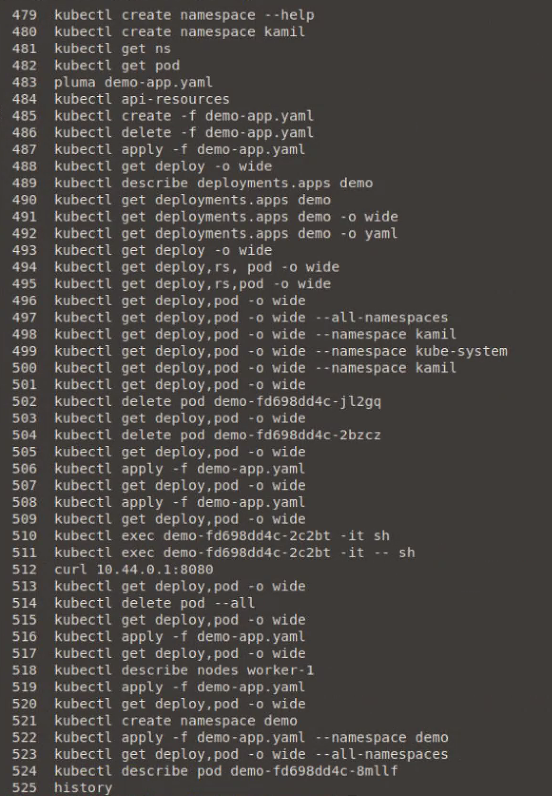 479 kubectl create namespace --help
480 kubectl create namespace kamil
481 kubectl get ns
482 kubectl get pod
483 pluma demo-app.yaml
484 kubectl api-resources
485 kubectl create -f demo-app.yaml
486 kubectl delete -f demo-app.yaml
487 kubectl apply -f demo-app.yaml
488 kubectl get deploy -o wide
489 kubectl describe deployments.apps demo
490 kubectl get deployments.apps demo
491 kubectl get deployments.apps demo -o wide
492 kubectl get deployments.apps demo -o yaml
493 kubectl get deploy -o wide
494 kubectl get deploy,rs, pod -o wide
495 kubectl get deploy,rs,pod -o wide
496 kubectl get deploy,pod -o wide
497 kubectl get deploy,pod -o wide --all-namespaces
498 kubectl get deploy,pod -o wide --namespace kamil
499 kubectl get deploy,pod -o wide --namespace kube-system
500 kubectl get deploy,pod -o wide --namespace kamil
501 kubectl get deploy,pod -o wide
502 kubectl delete pod demo-fd698dd4c-jl2gq
503 kubectl get deploy,pod -o wide
504 kubectl delete pod demo-fd698dd4c-2bzcz
505 kubectl get deploy,pod -o wide
506 kubectl apply -f demo-app.yaml
507 kubectl get deploy,pod -o wide
508 kubectl apply -f demo-app.yaml
509 kubectl get deploy,pod -o wide
510 kubectl exec demo-fd698dd4c-2c2bt -it sh
511 kubectl exec demo-fd698dd4c-2c2bt -it -- sh
512 curl 10.44.0.1:8080
513 kubectl get deploy,pod -o wide
514 kubectl delete pod --all
515 kubectl get deploy,pod -o wide
516 kubectl apply -f demo-app.yaml
517 kubectl get deploy,pod -o wide
518 kubectl describe nodes worker-1
519 kubectl apply -f demo-app.yaml
520 kubectl get deploy,pod -o wide
521 kubectl create namespace demo
522 kubectl apply -f demo-app.yaml --namespace demo
523 kubectl get deploy,pod -o wide --all-namespaces
524 kubectl describe pod demo-fd698dd4c-8mllf
525 history